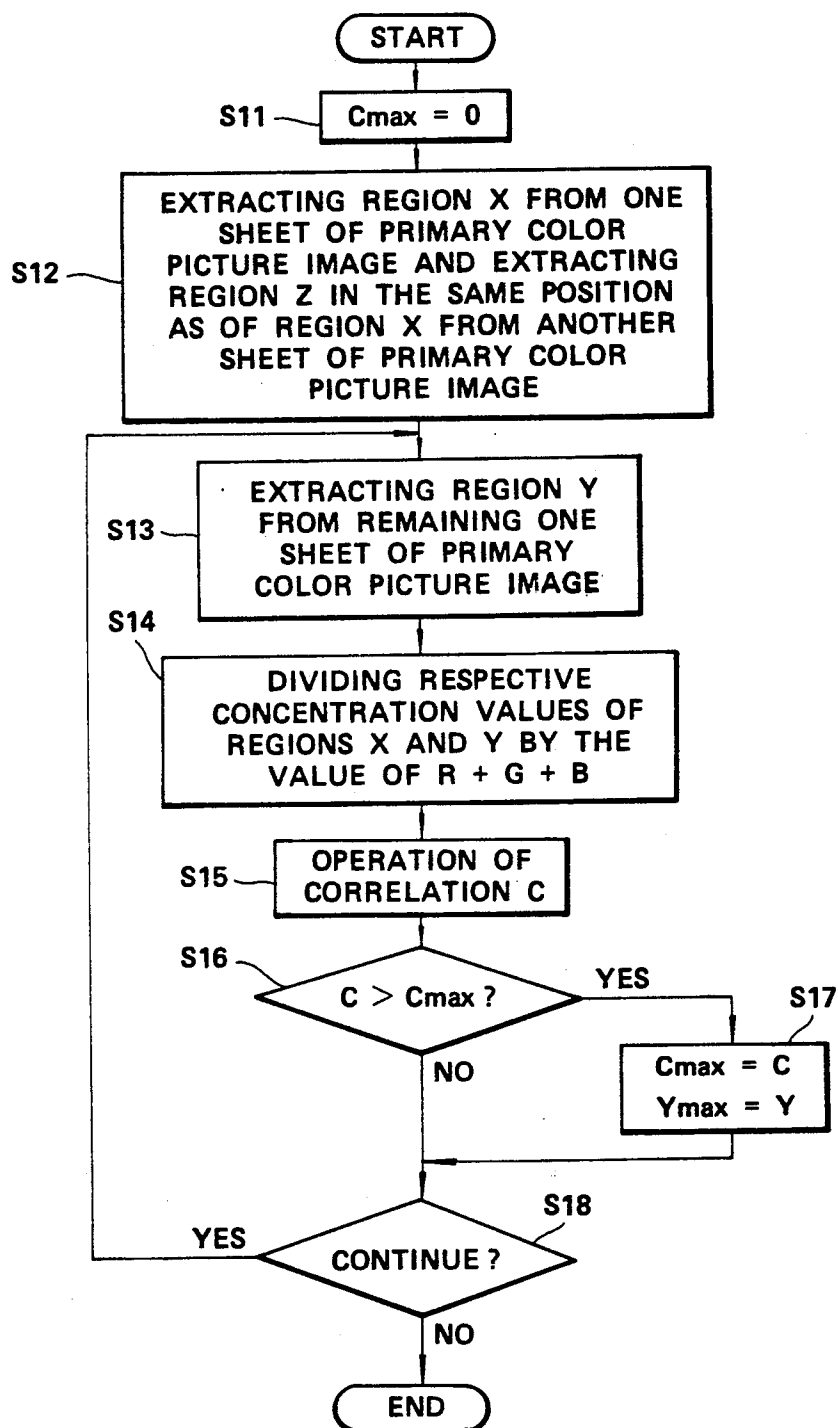 START
S11
Cmax = 0
S12
EXTRACTING REGION X FROM ONE
SHEET OF PRIMARY COLOR
PICTURE IMAGE AND EXTRACTING
REGION Z IN THE SAME POSITION
AS OF REGION X FROM ANOTHER
SHEET OF PRIMARY COLOR
PICTURE IMAGE
S13
EXTRACTING REGION Y
FROM REMAINING ONE
SHEET OF PRIMARY
COLOR PICTURE IMAGE
S14
DIVIDING RESPECTIVE
CONCENTRATION VALUES OF
REGIONS X AND Y BY THE
VALUE OF R + G + B
S15
OPERATION OF
CORRELATION C
S16
C > Cmax ?
YES
NO
S17
Cmax = C
Ymax = Y
S18
CONTINUE ?
YES
NO
END